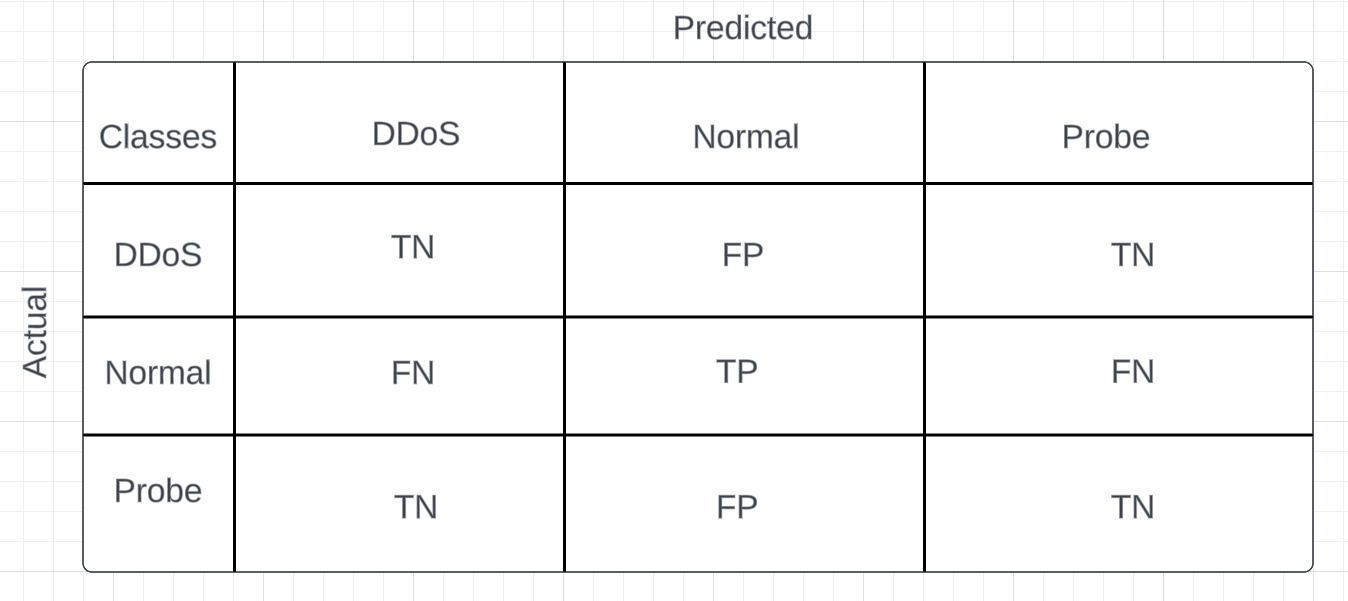 Predicted
Classes DDoS Normal Probe
Actual
DDoS TN FP TN
Normal FN TP FN
Probe TN FP TN